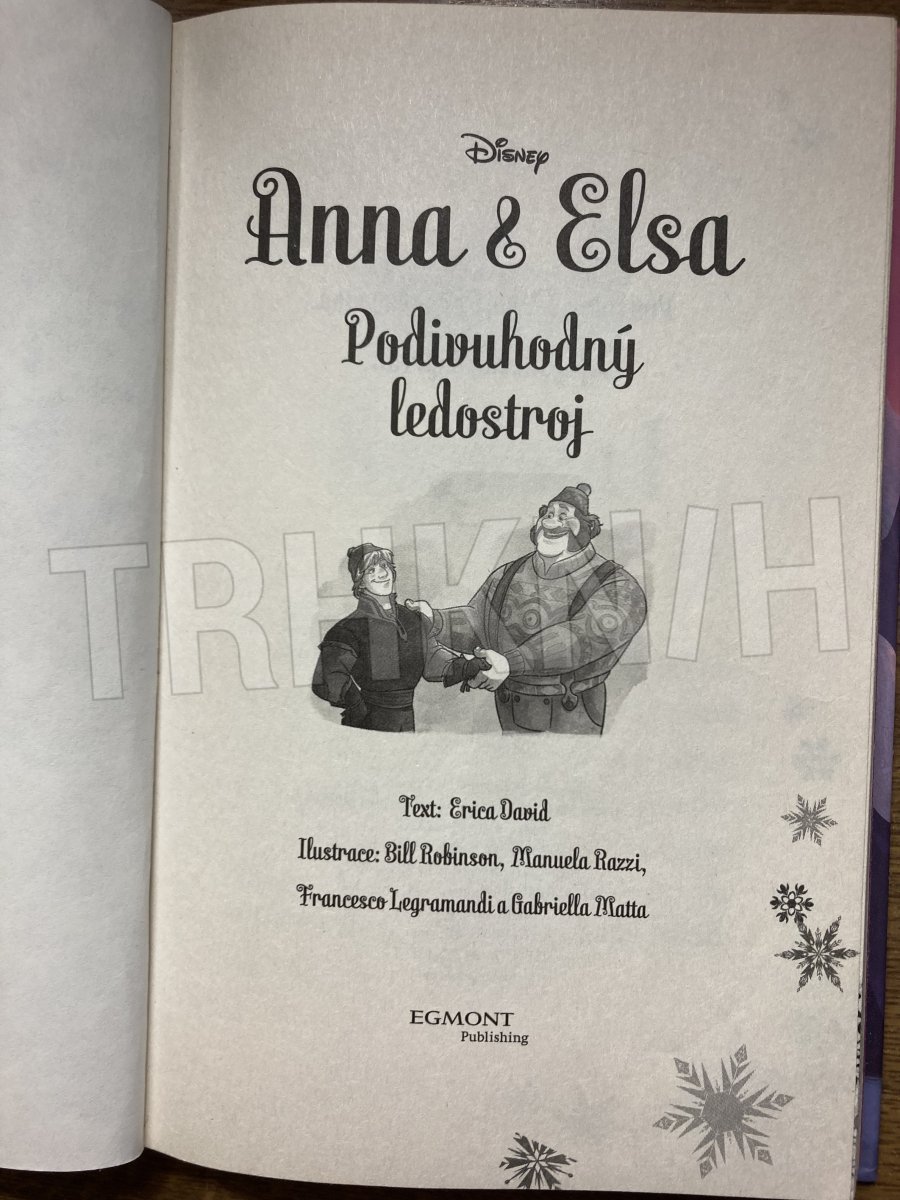 Disney
Anna & Elsa
Podivuhodný
ledostroj
TRHKNIH
Text: Erica David
Ilustrace: Bill Robinson, Manuela Razzi,
Francesco Legramandi a Gabriella Matta
EGMONT
Publishing